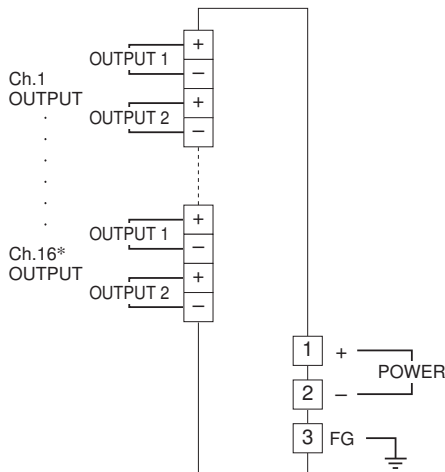 Ch.1
OUTPUT
OUTPUT 1
+
–
OUTPUT 2
+
–
Ch.16*
OUTPUT
OUTPUT 1
+
–
OUTPUT 2
+
–
1 +
2 –
POWER
3 FG